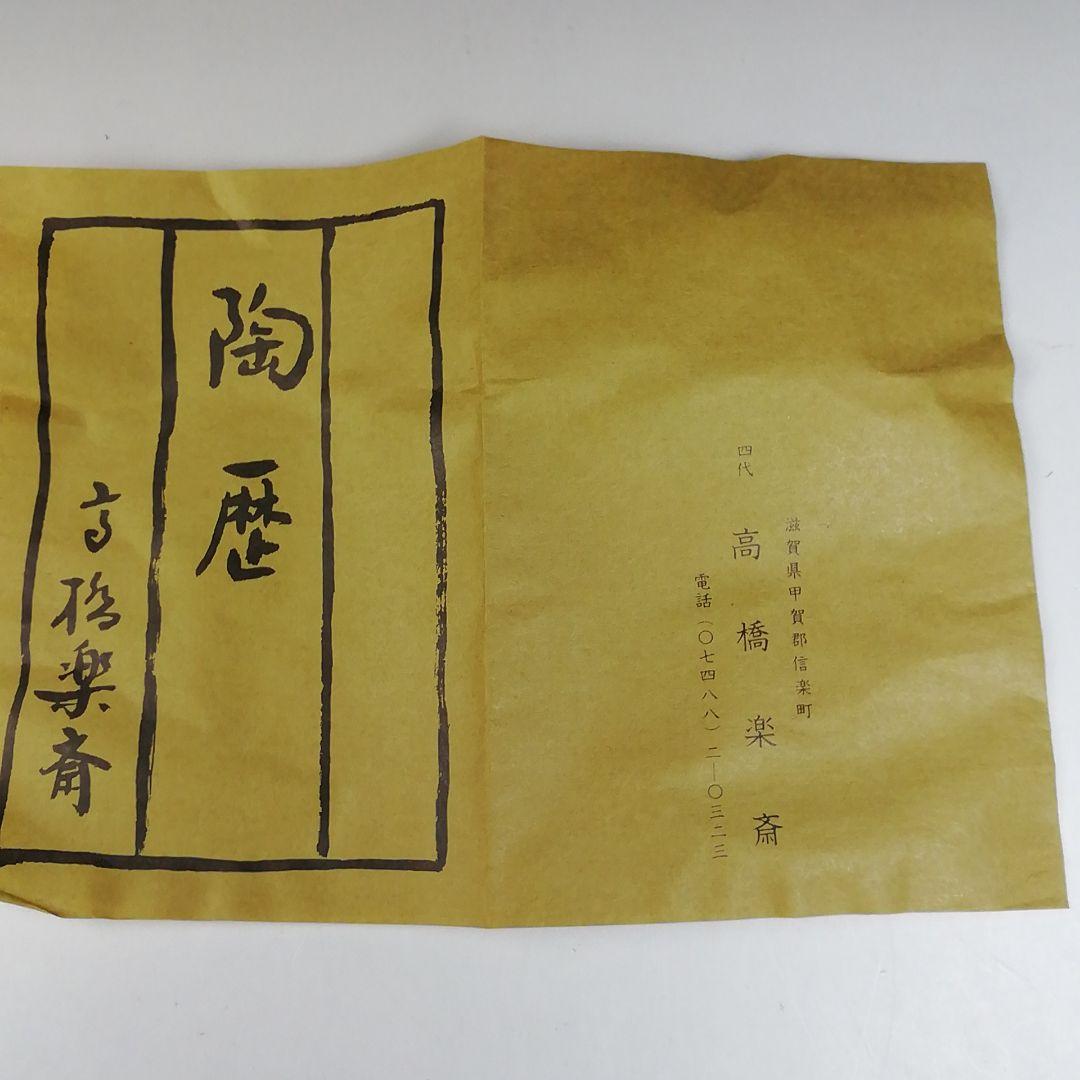 滋賀県甲賀郡信楽町
四代 高橋楽斎
電話(〇七四八八)二ー〇三二三
陶歴
高橋楽斎